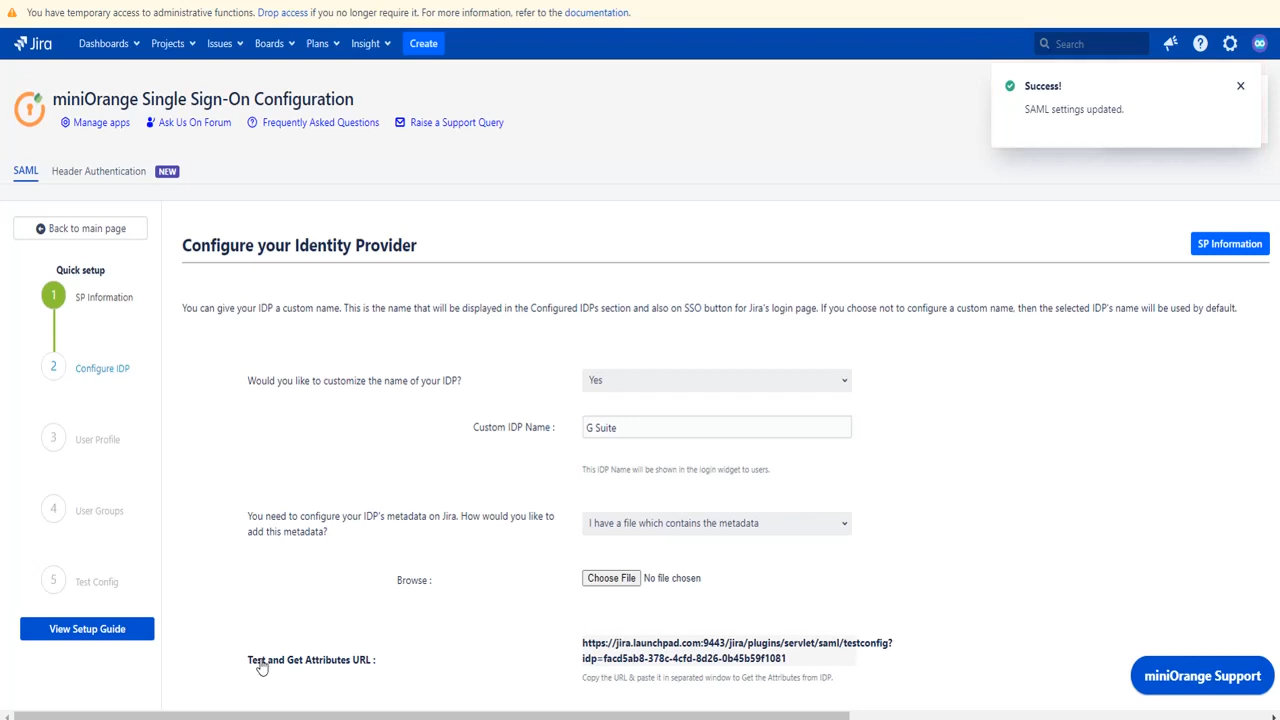 You have temporary access to administrative functions. Drop access if you no longer require it. For more information, refer to the documentation.
Jira Dashboards Projects Issues Boards Plans Insight Create Search
miniOrange Single Sign-On Configuration
Manage apps Ask Us On Forum Frequently Asked Questions Raise a Support Query
Success!
SAML settings updated.
SAML Header Authentication NEW
Back to main page
Quick setup
1 SP Information
2 Configure IDP
3 User Profile
4 User Groups
5 Test Config
View Setup Guide
Configure your Identity Provider
SP Information
You can give your IDP a custom name. This is the name that will be displayed in the Configured IDPs section and also on SSO button for Jira's login page. If you choose not to configure a custom name, then the selected IDP's name will be used by default.
Would you like to customize the name of your IDP? Yes
Custom IDP Name : G Suite
This IDP Name will be shown in the login widget to users.
You need to configure your IDP's metadata on Jira. How would you like to
add this metadata?
I have a file which contains the metadata
Browse : Choose File No file chosen
Test and Get Attributes URL :
https://jira.launchpad.com:9443/jira/plugins/servlet/saml/testconfig?
idp=facd5ab8-378c-4cfd-8d26-0b45b59f1081
Copy the URL & paste it in separated window to Get the Attributes from IDP.
miniOrange Support